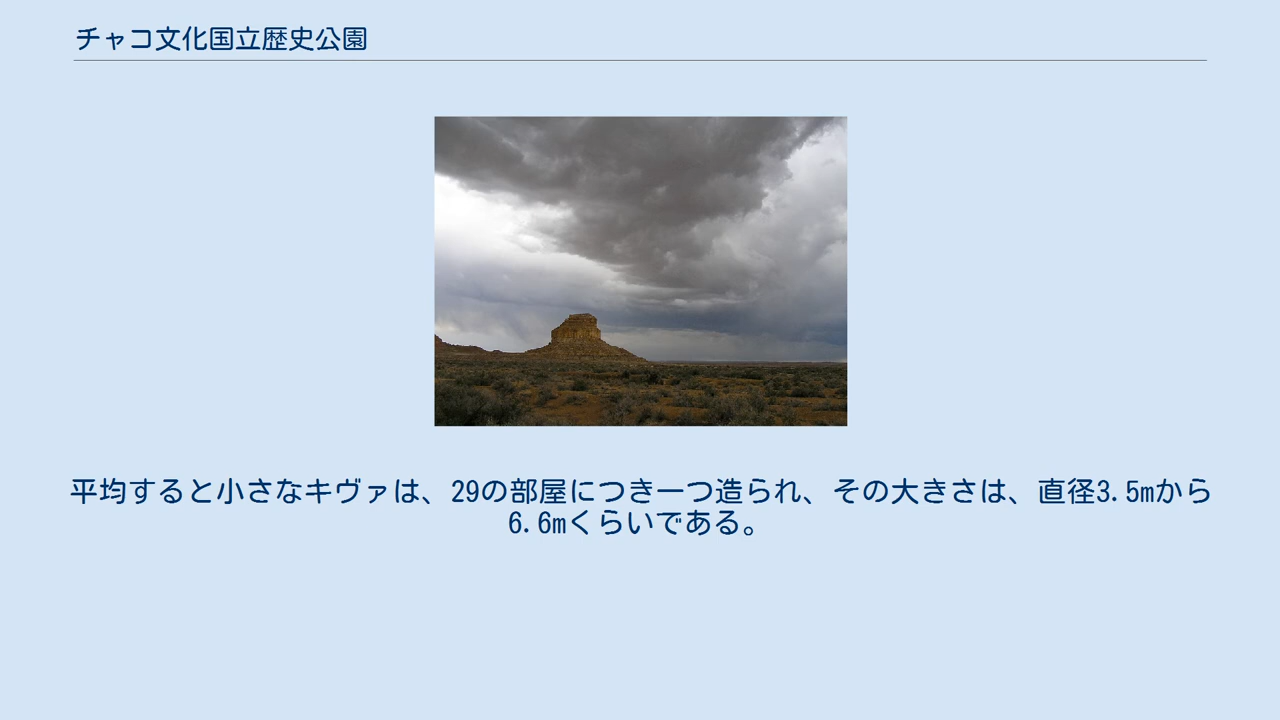 チャコ文化国立歴史公園
平均すると小さなキヴァは、29の部屋につき一つ造られ、その大きさは、直径3.5mから
6.6mくらいである。